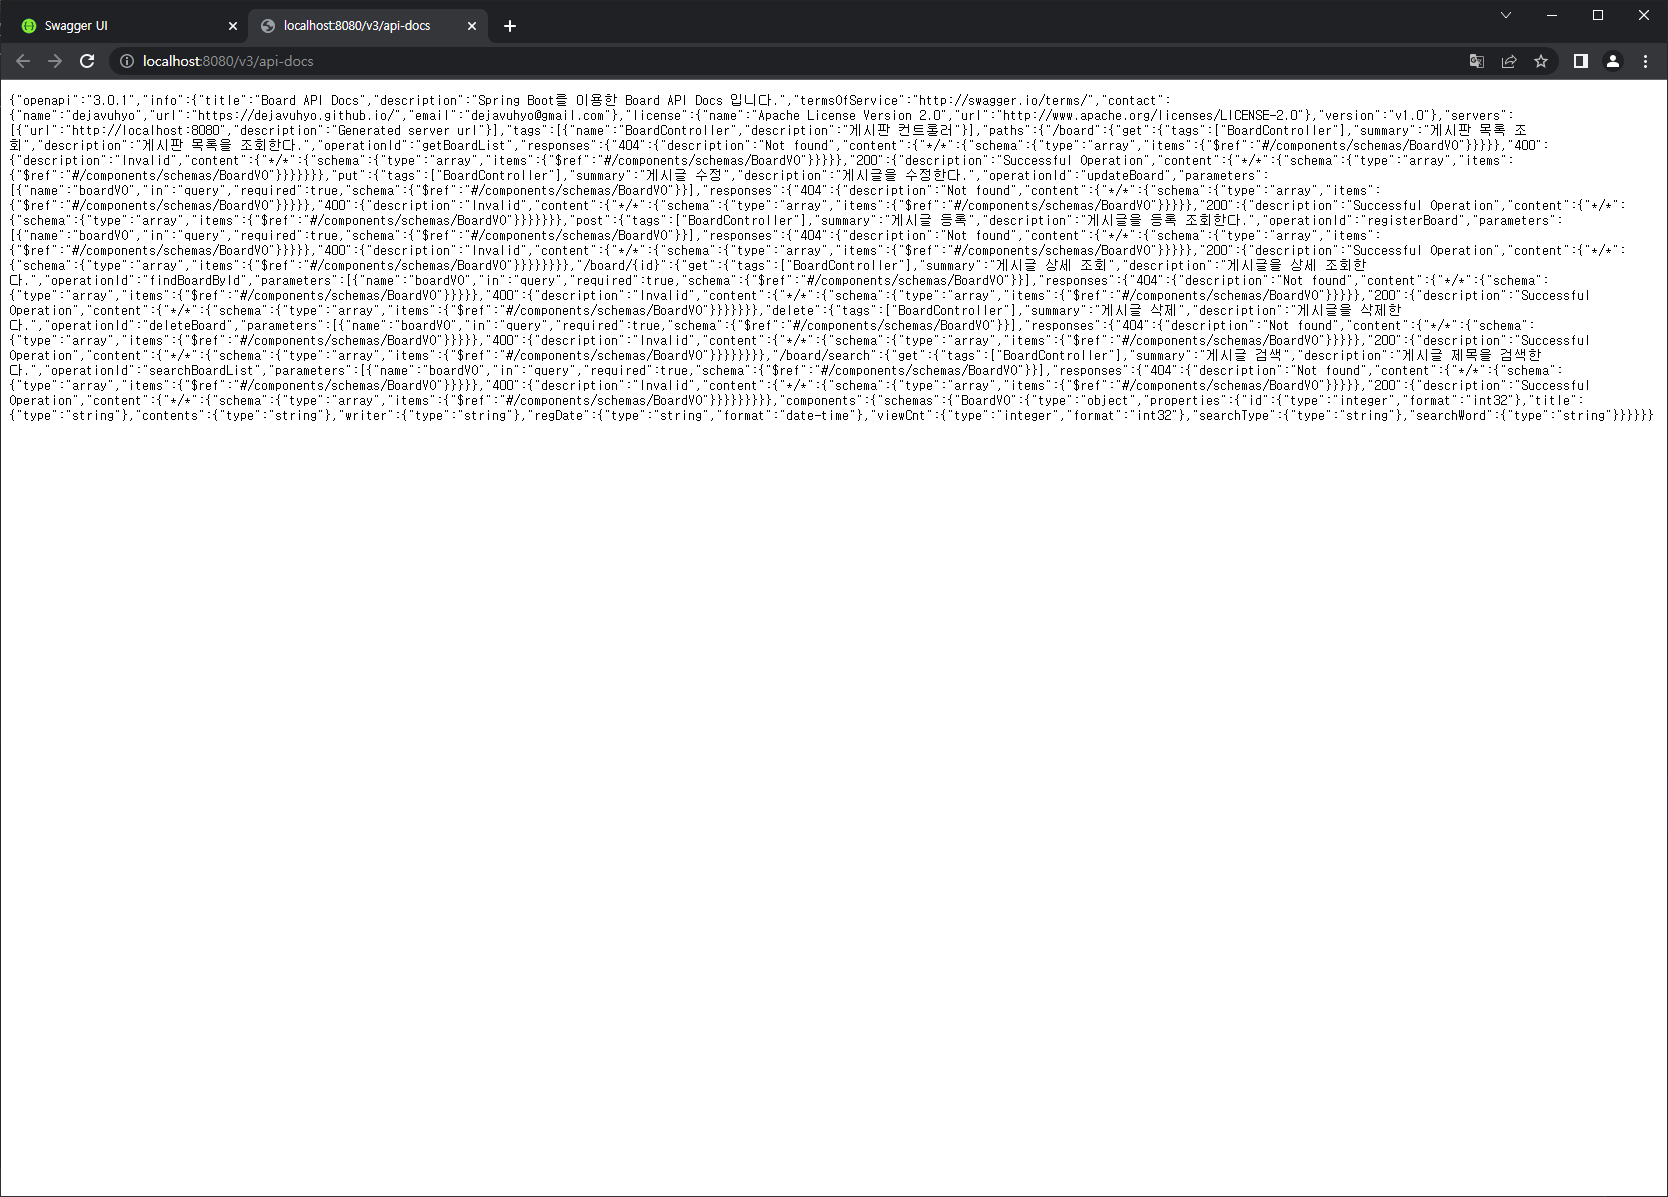 Swagger UI
localhost:8080/v3/api-docs
localhost:8080/v3/api-docs
{"openapi":"3.0.1","info":{"title":"Board API Docs","description":"Spring Boot를 이용한 Board API Docs 입니다.","termsOfService":"http://swagger.io/terms/","contact":
{"name":"dejavuhyo","url":"https://dejavuhyo.github.io/","email":"dejavuhyo@gmail.com"},"license":{"name":"Apache License Version 2.0","url":"http://www.apache.org/licenses/LICENSE-2.0"},"version":"v1.0"},"servers":
[{"url":"http://localhost:8080","description":"Generated server url"}],"tags":[{"name":"BoardController","description":"게시판 컨트롤러"}],"paths":{"/board":{"get":{"tags":["BoardController"],"summary":"게시판 목록 조
회","description":"게시판 목록을 조회한다.","operationId":"getBoardList","responses":{"404":{"description":"Not found","content":{"*/*":{"schema":{"type":"array","items":{"$ref":"#/components/schemas/BoardVO"}}}}},"400":
{"description":"Invalid","content":{"*/*":{"schema":{"type":"array","items":{"$ref":"#/components/schemas/BoardVO"}}}}},"200":{"description":"Successful Operation","content":{"*/*":{"schema":{"type":"array","items":
{"$ref":"#/components/schemas/BoardVO"}}}}}}},"put":{"tags":["BoardController"],"summary":"게시글 수정","description":"게시글을 수정한다.","operationId":"updateBoard","parameters":
[{"name":"boardVO","in":"query","required":true,"schema":{"$ref":"#/components/schemas/BoardVO"}}],"responses":{"404":{"description":"Not found","content":{"*/*":{"schema":{"type":"array","items":
{"$ref":"#/components/schemas/BoardVO"}}}}},"400":{"description":"Invalid","content":{"*/*":{"schema":{"type":"array","items":{"$ref":"#/components/schemas/BoardVO"}}}}},"200":{"description":"Successful Operation","content":{"*/*":
{"schema":{"type":"array","items":{"$ref":"#/components/schemas/BoardVO"}}}}}}},"post":{"tags":["BoardController"],"summary":"게시글 등록","description":"게시글을 등록 조회한다.","operationId":"registerBoard","parameters":
[{"name":"boardVO","in":"query","required":true,"schema":{"$ref":"#/components/schemas/BoardVO"}}],"responses":{"404":{"description":"Not found","content":{"*/*":{"schema":{"type":"array","items":
{"$ref":"#/components/schemas/BoardVO"}}}}},"400":{"description":"Invalid","content":{"*/*":{"schema":{"type":"array","items":{"$ref":"#/components/schemas/BoardVO"}}}}},"200":{"description":"Successful Operation","content":{"*/*":
{"schema":{"type":"array","items":{"$ref":"#/components/schemas/BoardVO"}}}}}}}},"/board/{id}":{"get":{"tags":["BoardController"],"summary":"게시글 상세 조회","description":"게시글을 상세 조회한
다.","operationId":"findBoardById","parameters":[{"name":"boardVO","in":"query","required":true,"schema":{"$ref":"#/components/schemas/BoardVO"}}],"responses":{"404":{"description":"Not found","content":{"*/*":{"schema":
{"type":"array","items":{"$ref":"#/components/schemas/BoardVO"}}}}},"400":{"description":"Invalid","content":{"*/*":{"schema":{"type":"array","items":{"$ref":"#/components/schemas/BoardVO"}}}}},"200":{"description":"Successful
Operation","content":{"*/*":{"schema":{"type":"array","items":{"$ref":"#/components/schemas/BoardVO"}}}}}}},"delete":{"tags":["BoardController"],"summary":"게시글 삭제","description":"게시글을 삭제한
다.","operationId":"deleteBoard","parameters":[{"name":"boardVO","in":"query","required":true,"schema":{"$ref":"#/components/schemas/BoardVO"}}],"responses":{"404":{"description":"Not found","content":{"*/*":{"schema":
{"type":"array","items":{"$ref":"#/components/schemas/BoardVO"}}}}},"400":{"description":"Invalid","content":{"*/*":{"schema":{"type":"array","items":{"$ref":"#/components/schemas/BoardVO"}}}}},"200":{"description":"Successful
Operation","content":{"*/*":{"schema":{"type":"array","items":{"$ref":"#/components/schemas/BoardVO"}}}}}}}},"/board/search":{"get":{"tags":["BoardController"],"summary":"게시글 검색","description":"게시글 제목을 검색한
다.","operationId":"searchBoardList","parameters":[{"name":"boardVO","in":"query","required":true,"schema":{"$ref":"#/components/schemas/BoardVO"}}],"responses":{"404":{"description":"Not found","content":{"*/*":{"schema":
{"type":"array","items":{"$ref":"#/components/schemas/BoardVO"}}}}},"400":{"description":"Invalid","content":{"*/*":{"schema":{"type":"array","items":{"$ref":"#/components/schemas/BoardVO"}}}}},"200":{"description":"Successful
Operation","content":{"*/*":{"schema":{"type":"array","items":{"$ref":"#/components/schemas/BoardVO"}}}}}}}}},"components":{"schemas":{"BoardVO":{"type":"object","properties":{"id":{"type":"integer","format":"int32"},"title":
{"type":"string"},"contents":{"type":"string"},"writer":{"type":"string"},"regDate":{"type":"string","format":"date-time"},"viewCnt":{"type":"integer","format":"int32"},"searchType":{"type":"string"},"searchWord":{"type":"string"}}}}}}